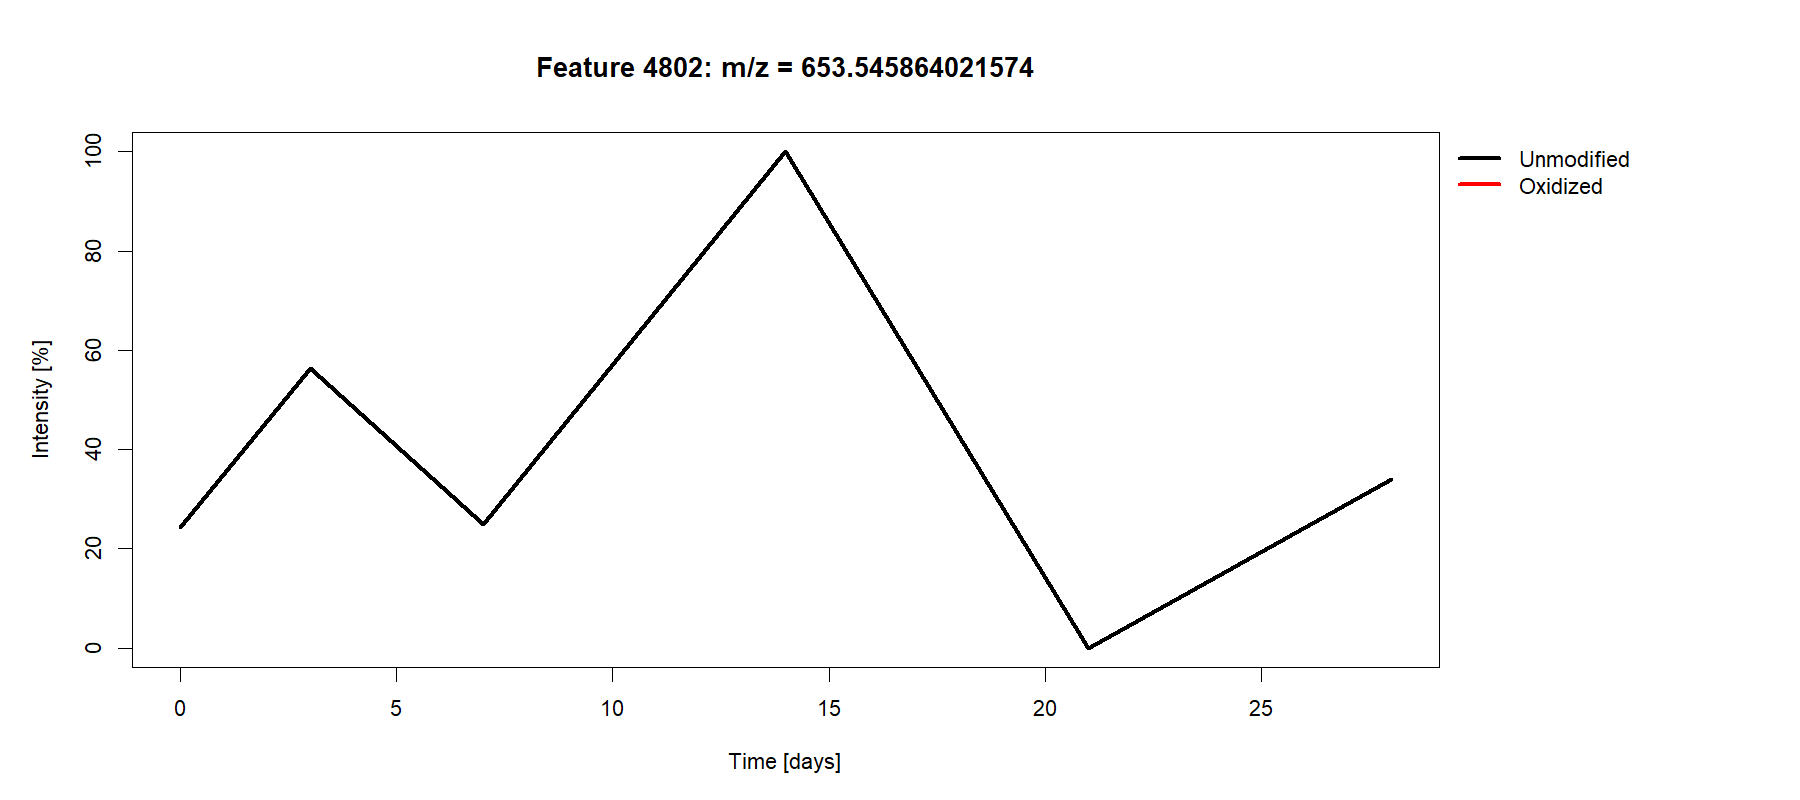 Feature 4802: m/z = 653.545864021574
Unmodified
Oxidized
Intensity [%]
100
80
60
40
20
0
0 5 10 15 20 25
Time [days]